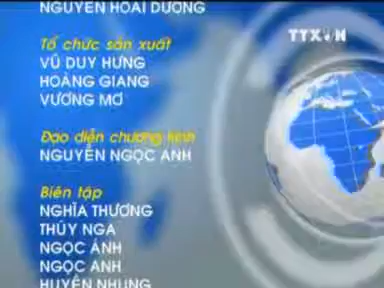 NGUYỄN HOÀI DƯƠNG
TTXVN
Tổ chức sản xuất
VŨ DUY HƯNG
HOÀNG GIANG
VƯƠNG MƠ
Đạo diễn chương trình
NGUYỄN NGỌC ANH
Biên tập
NGHĨA THƯƠNG
THÚY NGA
NGỌC ÁNH
NGỌC ANH
HUYỀN NHUNG